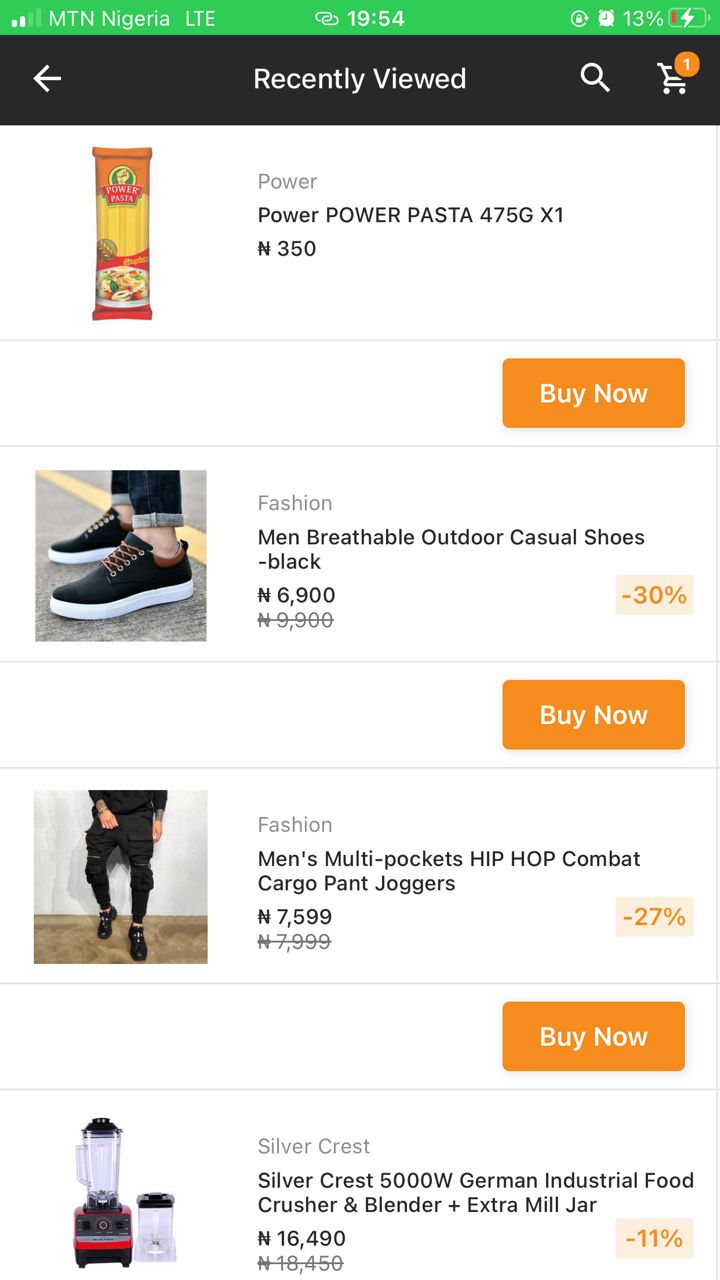 MTN Nigeria LTE 19:54 13%
Recently Viewed 1
POWER
PASTA
Spaghetti
Power
Power POWER PASTA 475G X1
₦ 350
Buy Now
Fashion
Men Breathable Outdoor Casual Shoes
-black
₦ 6,900
₦ 9,900
-30%
Buy Now
Fashion
Men's Multi-pockets HIP HOP Combat
Cargo Pant Joggers
₦ 7,599
₦ 7,999
-27%
Buy Now
Silver Crest
Silver Crest 5000W German Industrial Food
Crusher & Blender + Extra Mill Jar
₦ 16,490
₦ 18,450
-11%